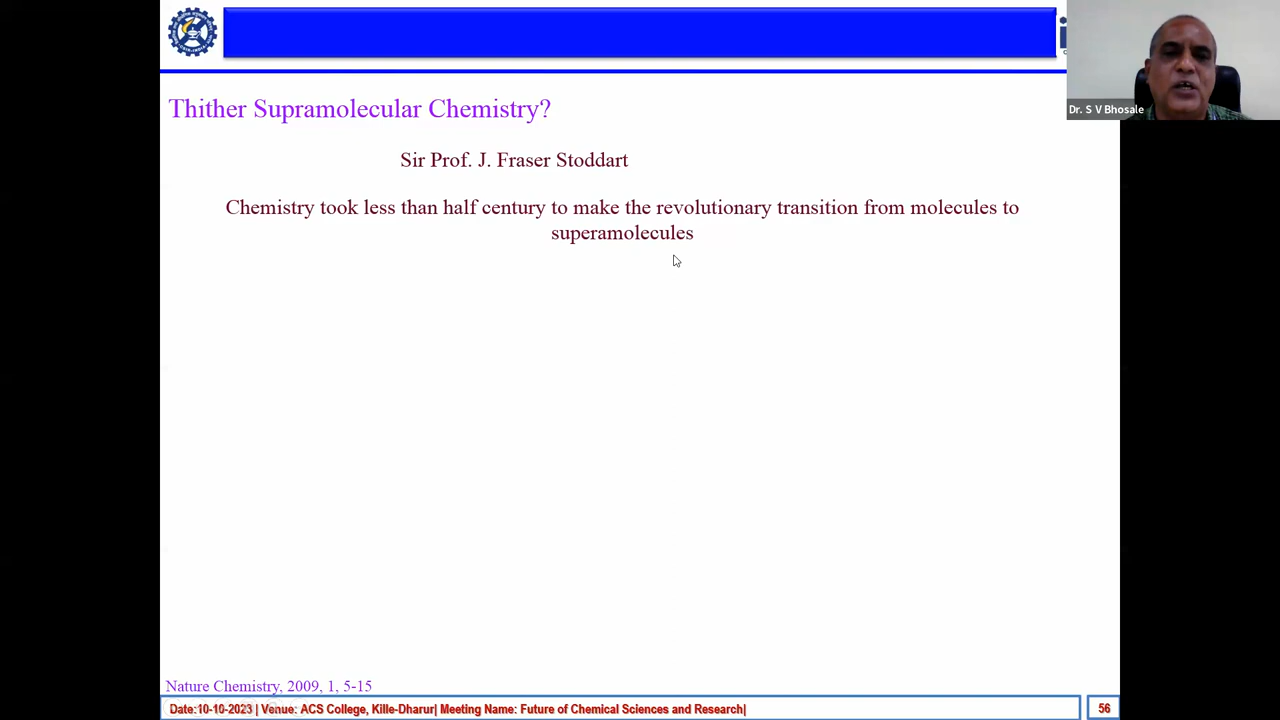 Thither Supramolecular Chemistry?
Sir Prof. J. Fraser Stoddart
Chemistry took less than half century to make the revolutionary transition from molecules to
superamolecules
Dr. S V Bhosale
Nature Chemistry, 2009, 1, 5-15
Date:10-10-2023 | Venue: ACS College, Kille-Dharur| Meeting Name: Future of Chemical Sciences and Research|
56